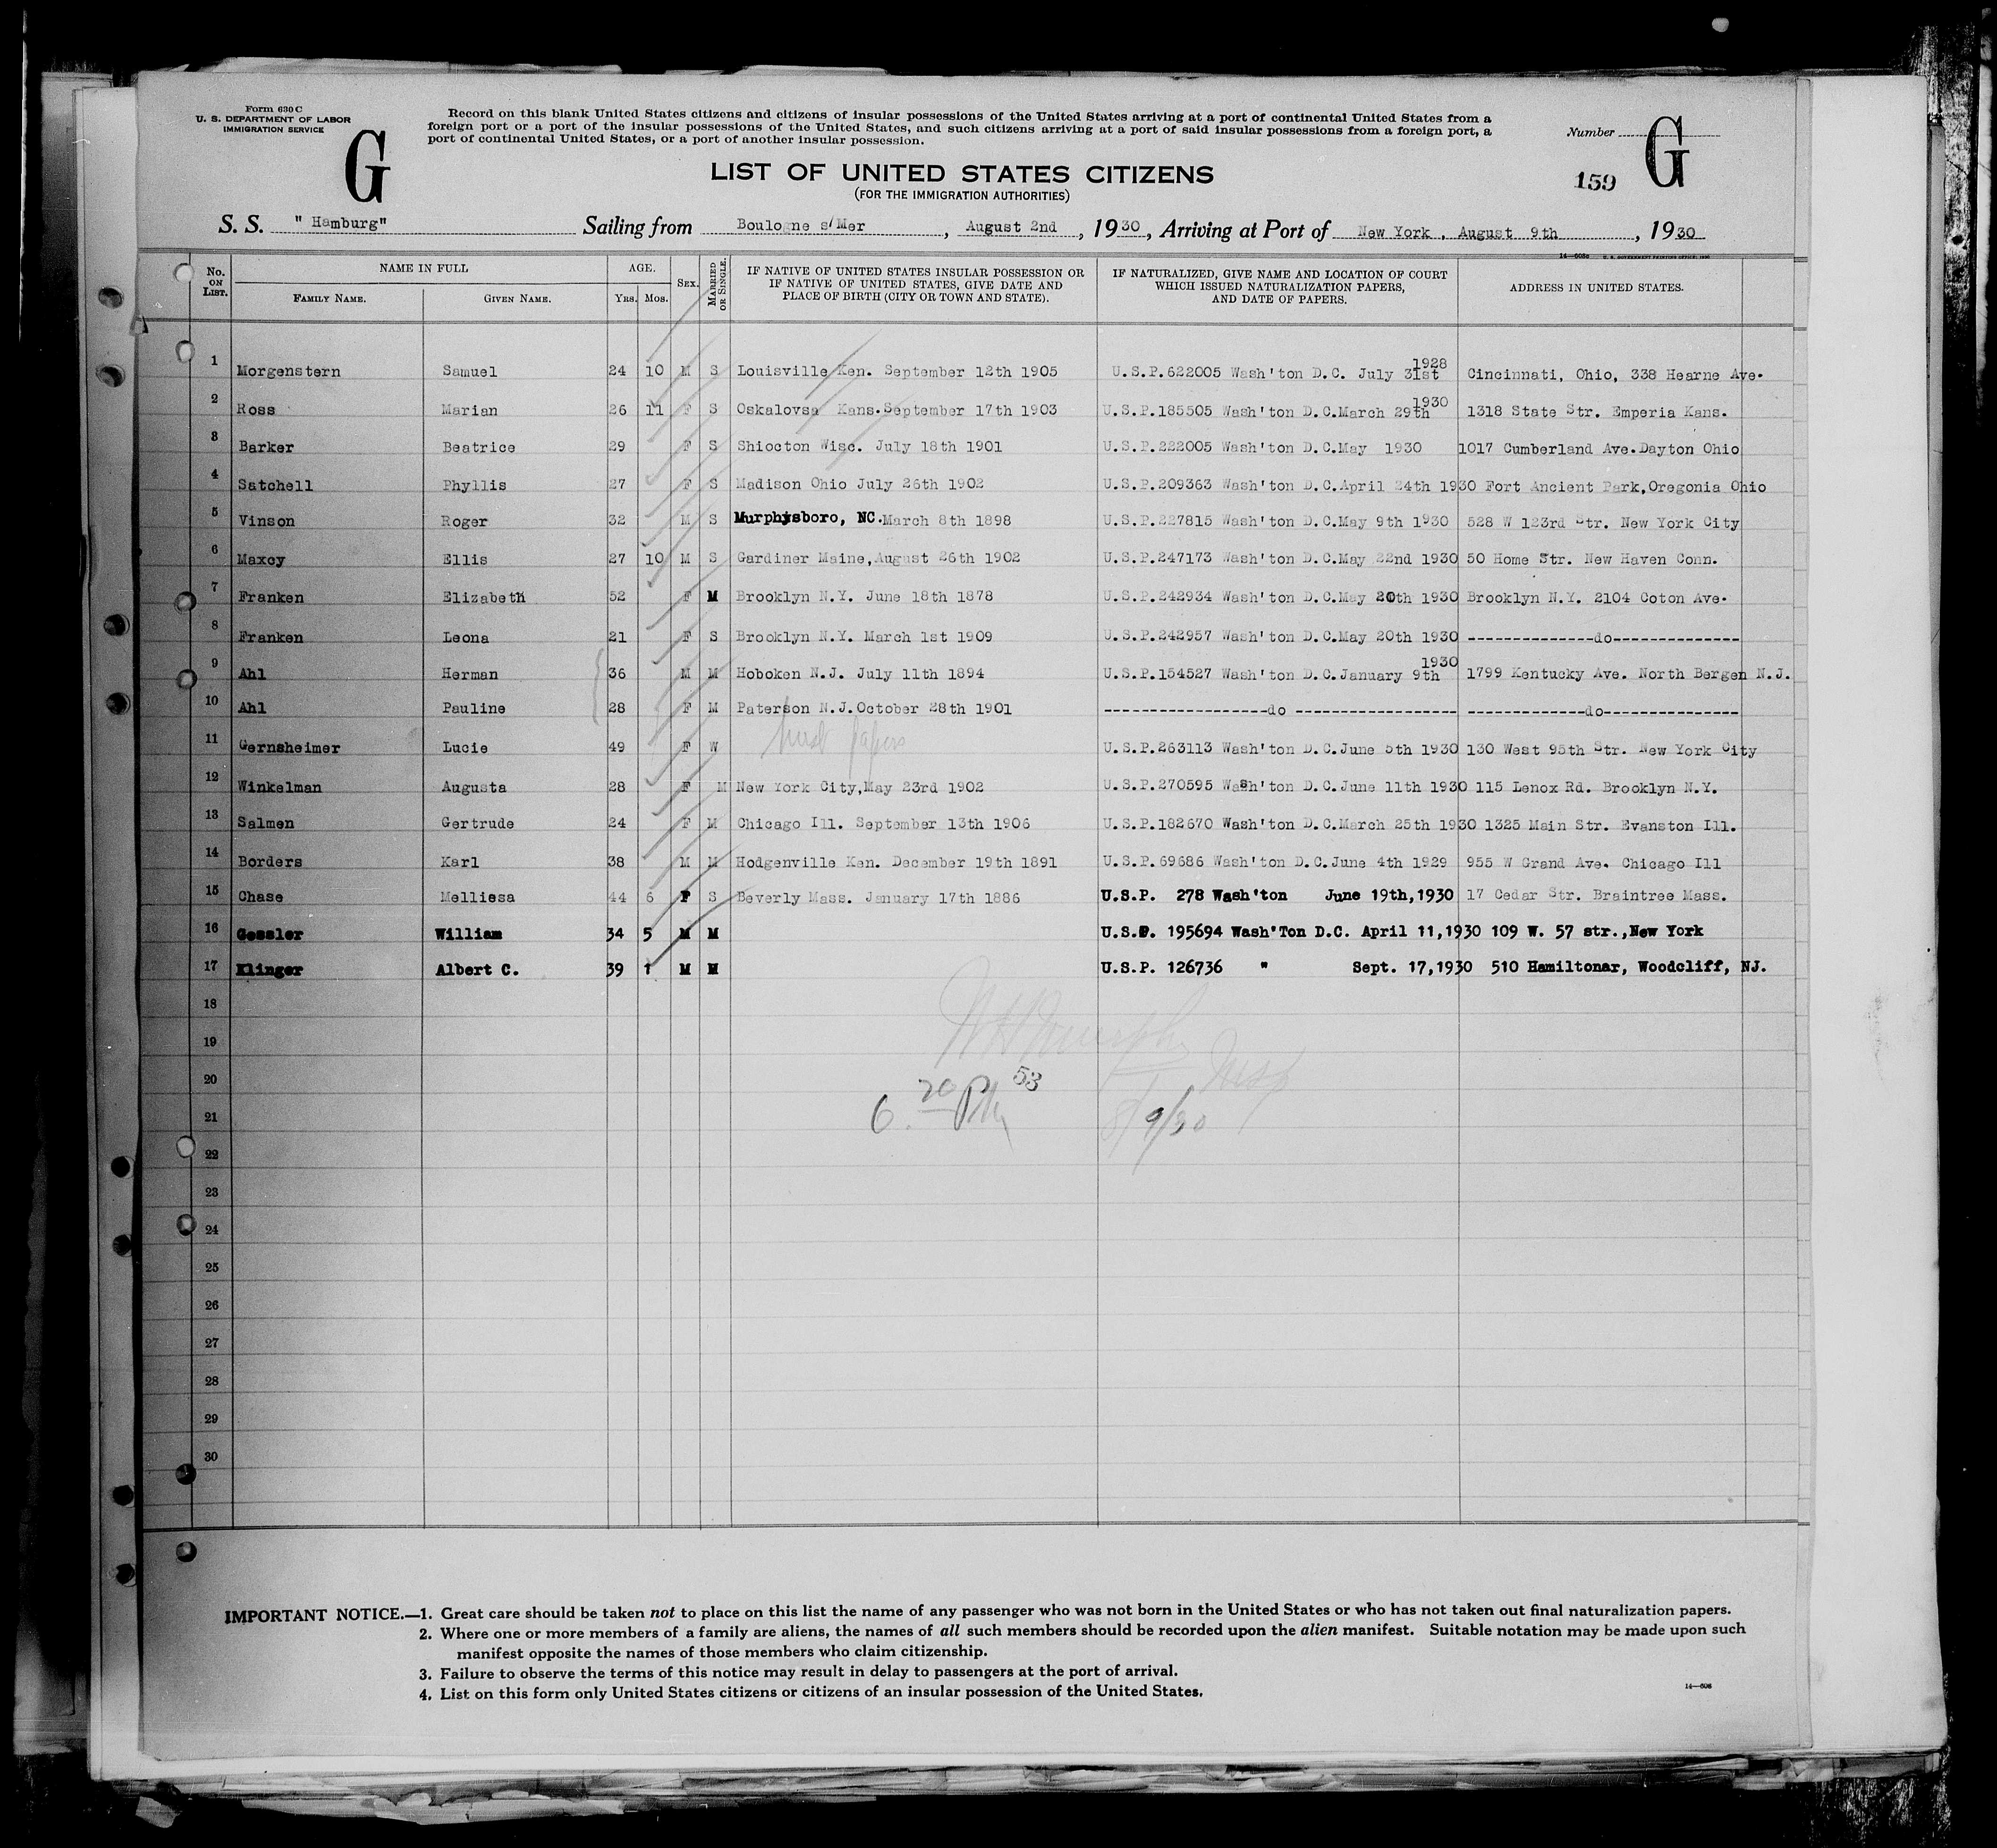 Form 630 C
U. S. DEPARTMENT OF LABOR
IMMIGRATION SERVICE
G
Record on this blank United States citizens and citizens of insular possessions of the United States arriving at a port of continental United States from a
foreign port or a port of the insular possessions of the United States, and such citizens arriving at a port of said insular possessions from a foreign port, a
port of continental United States, or a port of another insular possession.
Number
G
159
LIST OF UNITED STATES CITIZENS
(FOR THE IMMIGRATION AUTHORITIES)
S. S. "Hamburg" Sailing from Boulogne s/Mer, August 2nd, 1930, Arriving at Port of New York, August 9th, 1930
No. ON LIST. NAME IN FULL FAMILY NAME. GIVEN NAME. AGE. Yrs. Mos. Sex. MARRIED OR SINGLE. IF NATIVE OF UNITED STATES INSULAR POSSESSION OR IF NATIVE OF UNITED STATES, GIVE DATE AND PLACE OF BIRTH (CITY OR TOWN AND STATE). IF NATURALIZED, GIVE NAME AND LOCATION OF COURT WHICH ISSUED NATURALIZATION PAPERS, AND DATE OF PAPERS. ADDRESS IN UNITED STATES.
1 Morgenstern Samuel 24 10 M S Louisville Ken. September 12th 1905 U.S.P.622005 Wash'ton D.C. July 31st 1928 Cincinnati, Ohio, 338 Hearne Ave.
2 Ross Marian 26 11 F S Oskalovsa Kans.September 17th 1903 U.S.P.185505 Wash'ton D.C.March 29th 1930 1318 State Str. Emperia Kans.
3 Barker Beatrice 29 F S Shiocton Wisc. July 18th 1901 U.S.P.222005 Wash'ton D.C.May 1930 1017 Cumberland Ave.Dayton Ohio
4 Satchell Phyllis 27 F S Madison Ohio July 26th 1902 U.S.P.209363 Wash'ton D.C.April 24th 1930 Fort Ancient Park,Oregonia Ohio
5 Vinson Roger 32 M S Murphysboro, NC.March 8th 1898 U.S.P.227815 Wash'ton D.C.May 9th 1930 528 W 123rd Str. New York City
6 Maxcy Ellis 27 10 M S Gardiner Maine,August 26th 1902 U.S.P.247173 Wash'ton D.C.May 22nd 1930 50 Home Str. New Haven Conn.
7 Franken Elizabeth 52 F M Brooklyn N.Y. June 18th 1878 U.S.P.242934 Wash'ton D.C.May 20th 1930 Brooklyn N.Y. 2104 Coton Ave.
8 Franken Leona 21 F S Brooklyn N.Y. March 1st 1909 U.S.P.242957 Wash'ton D.C.May 20th 1930 --------------do--------------
9 Ahl Herman 36 M M Hoboken N.J. July 11th 1894 U.S.P.154527 Wash'ton D.C.January 9th 1930 1799 Kentucky Ave. North Bergen N.J.
10 Ahl Pauline 28 F M Paterson N.J.October 28th 1901 ------------------do ------------------ -------------do---------------
11 Gernsheimer Lucie 49 F W papers U.S.P.263113 Wash'ton D.C.June 5th 1930 130 West 95th Str. New York City
12 Winkelman Augusta 28 F M New York City,May 23rd 1902 U.S.P.270595 Wash'ton D.C.June 11th 1930 115 Lenox Rd. Brooklyn N.Y.
13 Salmen Gertrude 24 F M Chicago Ill. September 13th 1906 U.S.P.182670 Wash'ton D.C.March 25th 1930 1325 Main Str. Evanston Ill.
14 Borders Karl 38 M M Hodgenville Ken. December 19th 1891 U.S.P.69686 Wash'ton D.C.June 4th 1929 955 W Grand Ave. Chicago Ill
15 Chase Melliesa 44 6 F S Beverly Mass. January 17th 1886 U.S.P. 278 Wash'ton June 19th,1930 17 Cedar Str. Braintree Mass.
16 Gessler William 34 5 M M U.S.P. 195694 Wash'Ton D.C. April 11,1930 109 W. 57 str.,New York
17 Klinger Albert C. 39 1 M M U.S.P. 126736 " Sept. 17,1930 510 Hamiltonar, Woodcliff, NJ.
18
19
20
21
22
23
24
25
26
27
28
29
30
6.20 PM 53
8/9/30
IMPORTANT NOTICE.—1. Great care should be taken not to place on this list the name of any passenger who was not born in the United States or who has not taken out final naturalization papers.
2. Where one or more members of a family are aliens, the names of all such members should be recorded upon the alien manifest. Suitable notation may be made upon such
manifest opposite the names of those members who claim citizenship.
3. Failure to observe the terms of this notice may result in delay to passengers at the port of arrival.
4. List on this form only United States citizens or citizens of an insular possession of the United States.
14—608